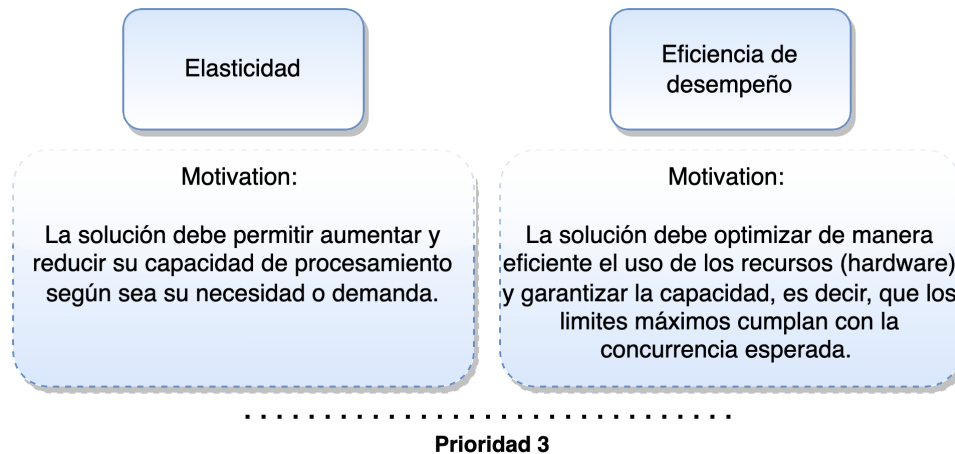 Elasticidad
Eficiencia de
desempeño
Motivation:
La solución debe permitir aumentar y
reducir su capacidad de procesamiento
según sea su necesidad o demanda.
Motivation:
La solución debe optimizar de manera
eficiente el uso de los recursos (hardware)
y garantizar la capacidad, es decir, que los
limites máximos cumplan con la
concurrencia esperada.
Prioridad 3